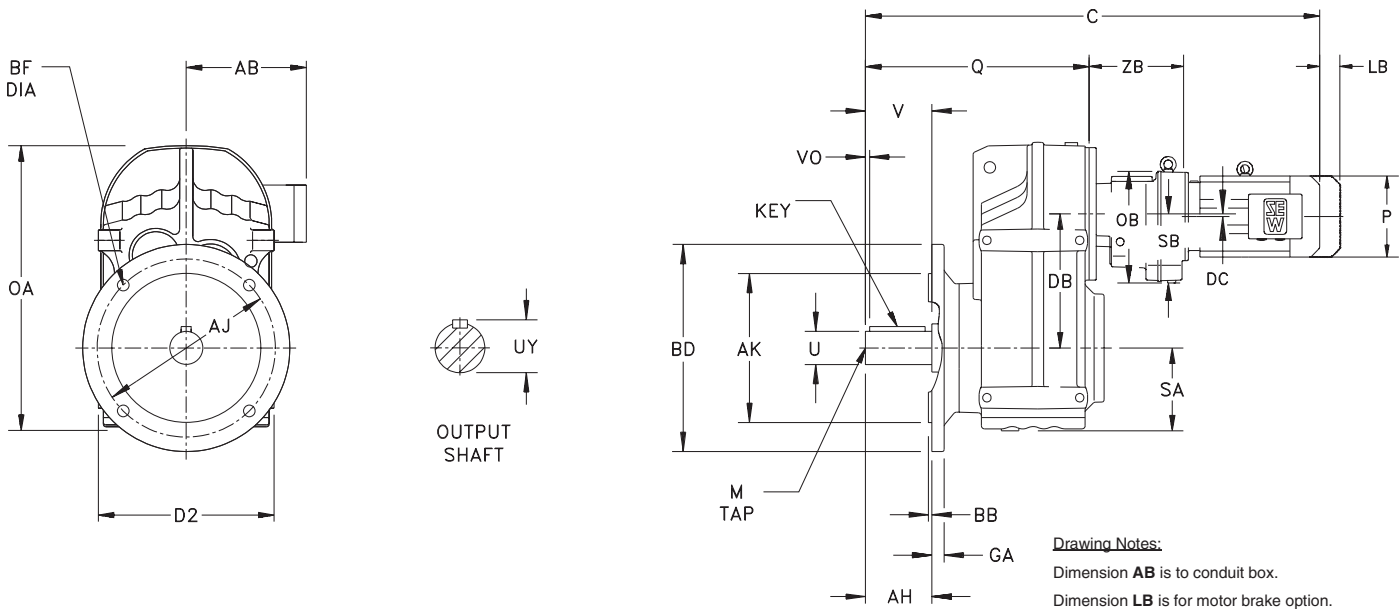 BF
DIA
AB
OA
AJ
D2
UY
OUTPUT
SHAFT
C
Q
ZB
LB
V
VO
KEY
OB
SB
P
DB
DC
BD
AK
U
SA
M
TAP
BB
GA
AH
SEW
Drawing Notes:
Dimension AB is to conduit box.
Dimension LB is for motor brake option.